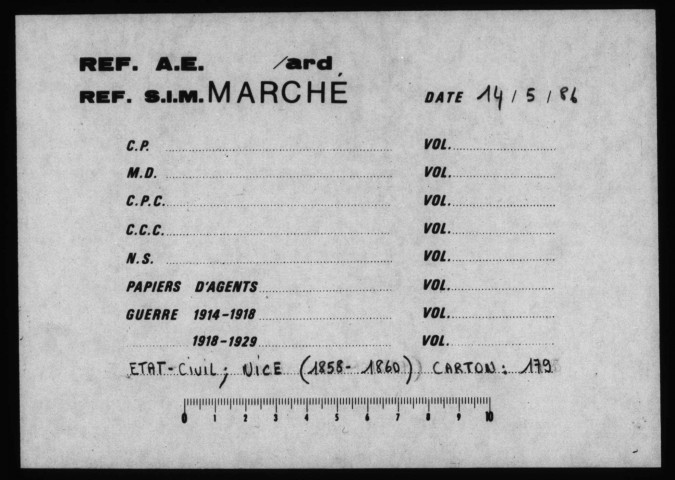 REF. A.E. /ard
REF. S.I.M. MARCHÉ DATE 14 / 5 / 86
C.P. VOL.
M.D. VOL.
C.P.C. VOL.
C.C.C. VOL.
N.S. VOL.
PAPIERS D'AGENTS VOL.
GUERRE 1914-1918 VOL.
1918-1929 VOL.
ETAT-CIVIL; NICE (1858-1860) CARTON: 179
0 1 2 3 4 5 6 7 8 9 10